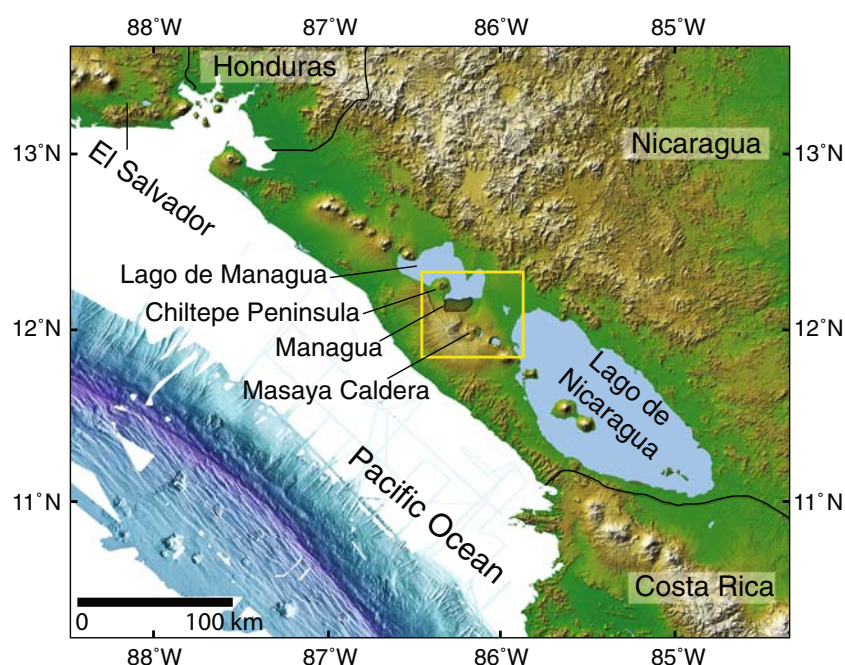 88˚W 87˚W 86˚W 85˚W
Honduras
13˚N 13˚N
Nicaragua
El Salvador
Lago de Managua
Chiltepe Peninsula
12˚N 12˚N
Managua
Masaya Caldera
Lago de
Nicaragua
Pacific Ocean
11˚N 11˚N
Costa Rica
0 100 km
88˚W 87˚W 86˚W 85˚W